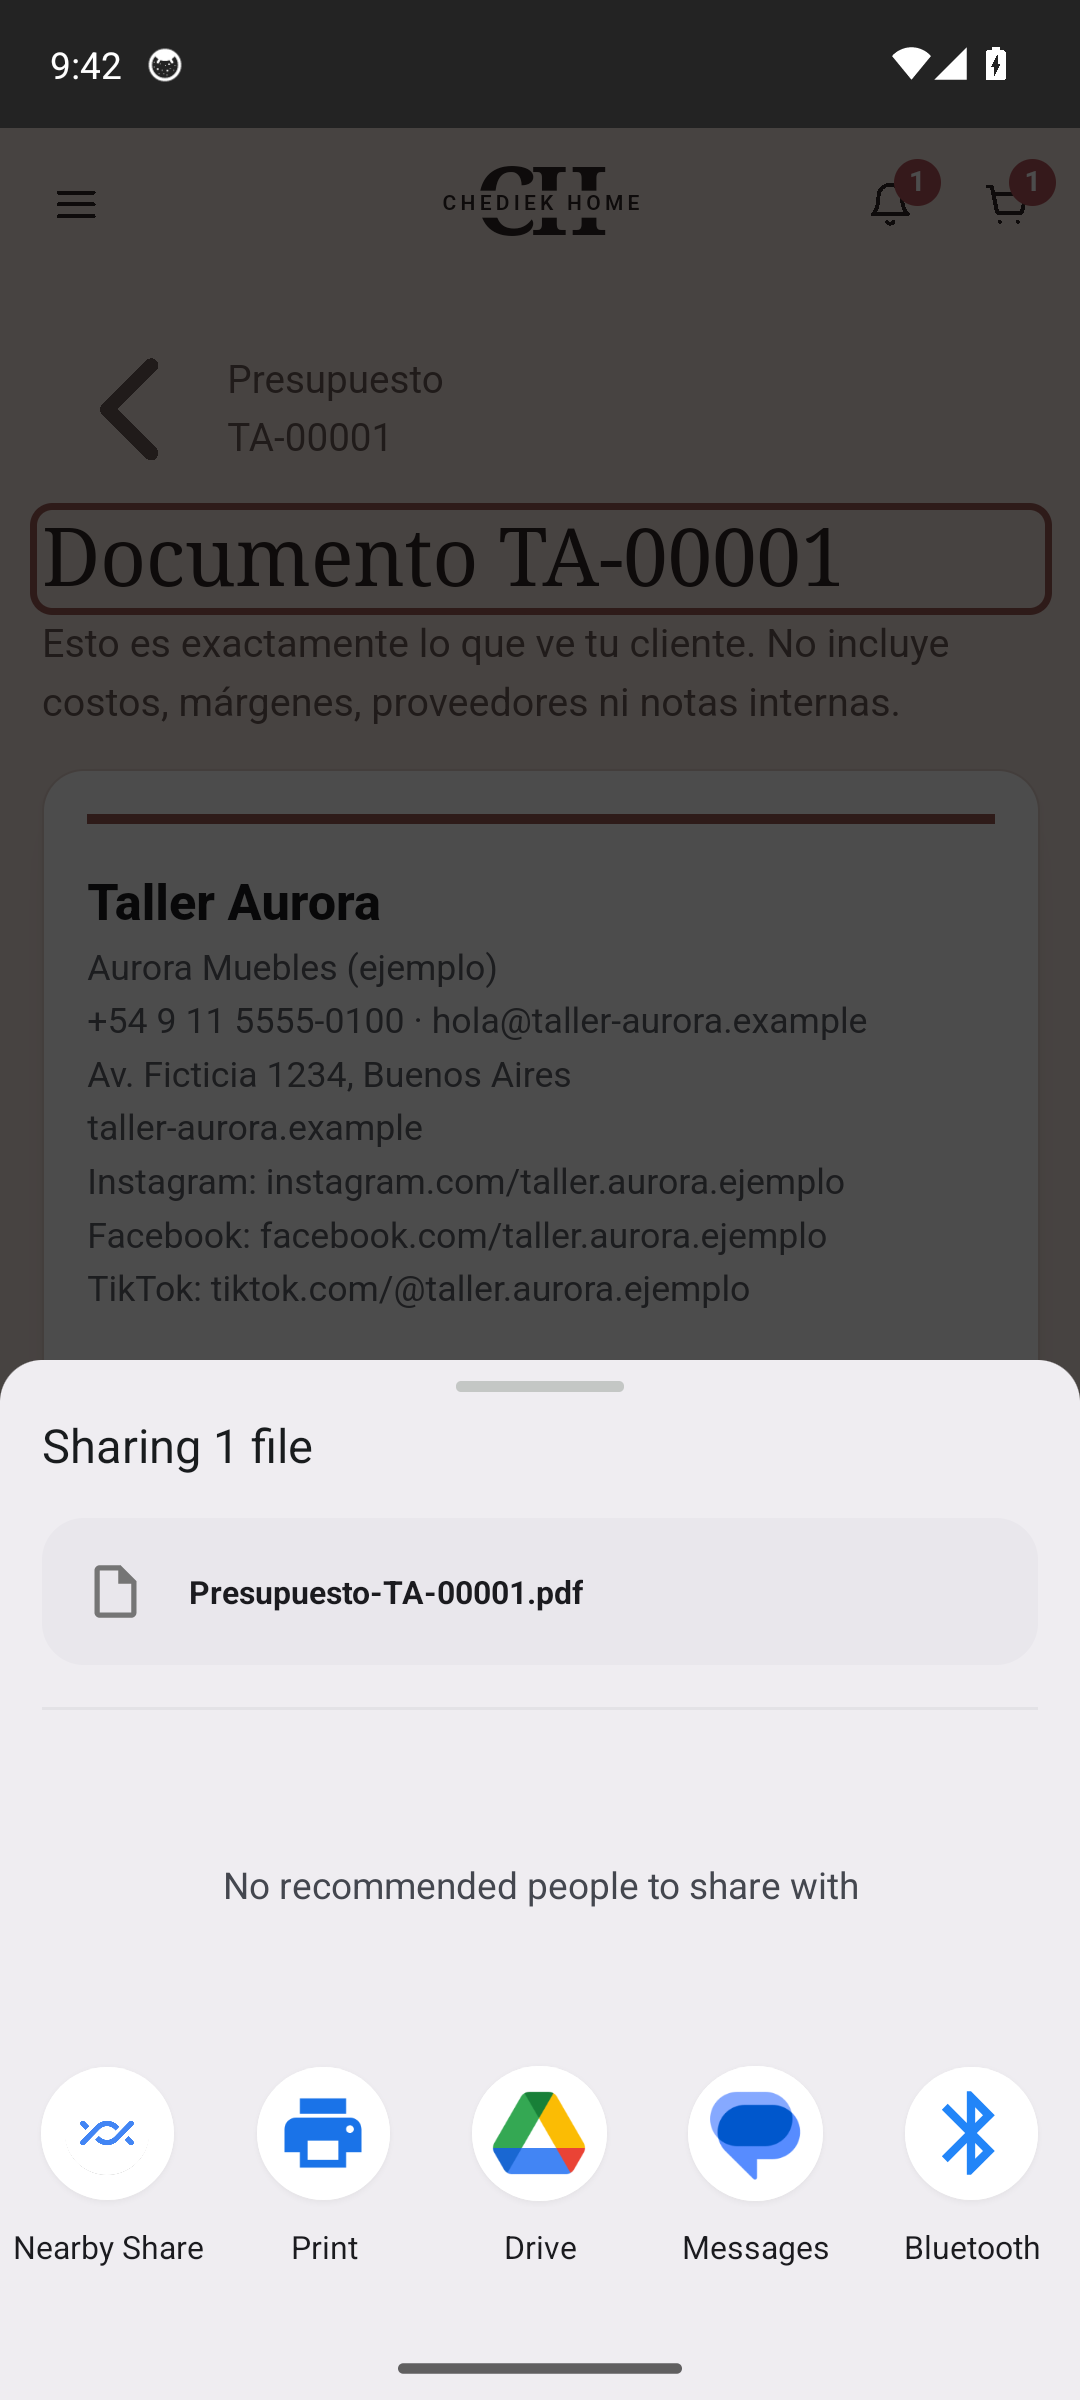 9:42
CH
CHEDIEK HOME
1
1
Presupuesto
TA-00001
Documento TA-00001
Esto es exactamente lo que ve tu cliente. No incluye
costos, márgenes, proveedores ni notas internas.
Taller Aurora
Aurora Muebles (ejemplo)
+54 9 11 5555-0100 · hola@taller-aurora.example
Av. Ficticia 1234, Buenos Aires
taller-aurora.example
Instagram: instagram.com/taller.aurora.ejemplo
Facebook: facebook.com/taller.aurora.ejemplo
TikTok: tiktok.com/@taller.aurora.ejemplo
Sharing 1 file
Presupuesto-TA-00001.pdf
No recommended people to share with
Nearby Share
Print
Drive
Messages
Bluetooth